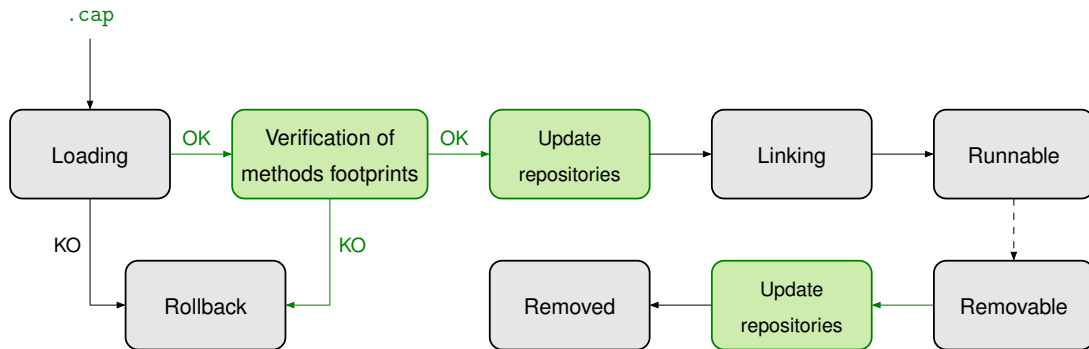 .cap
Loading
OK
Verification of
methods footprints
OK
Update
repositories
Linking
Runnable
KO
KO
Rollback
Removed
Update
repositories
Removable